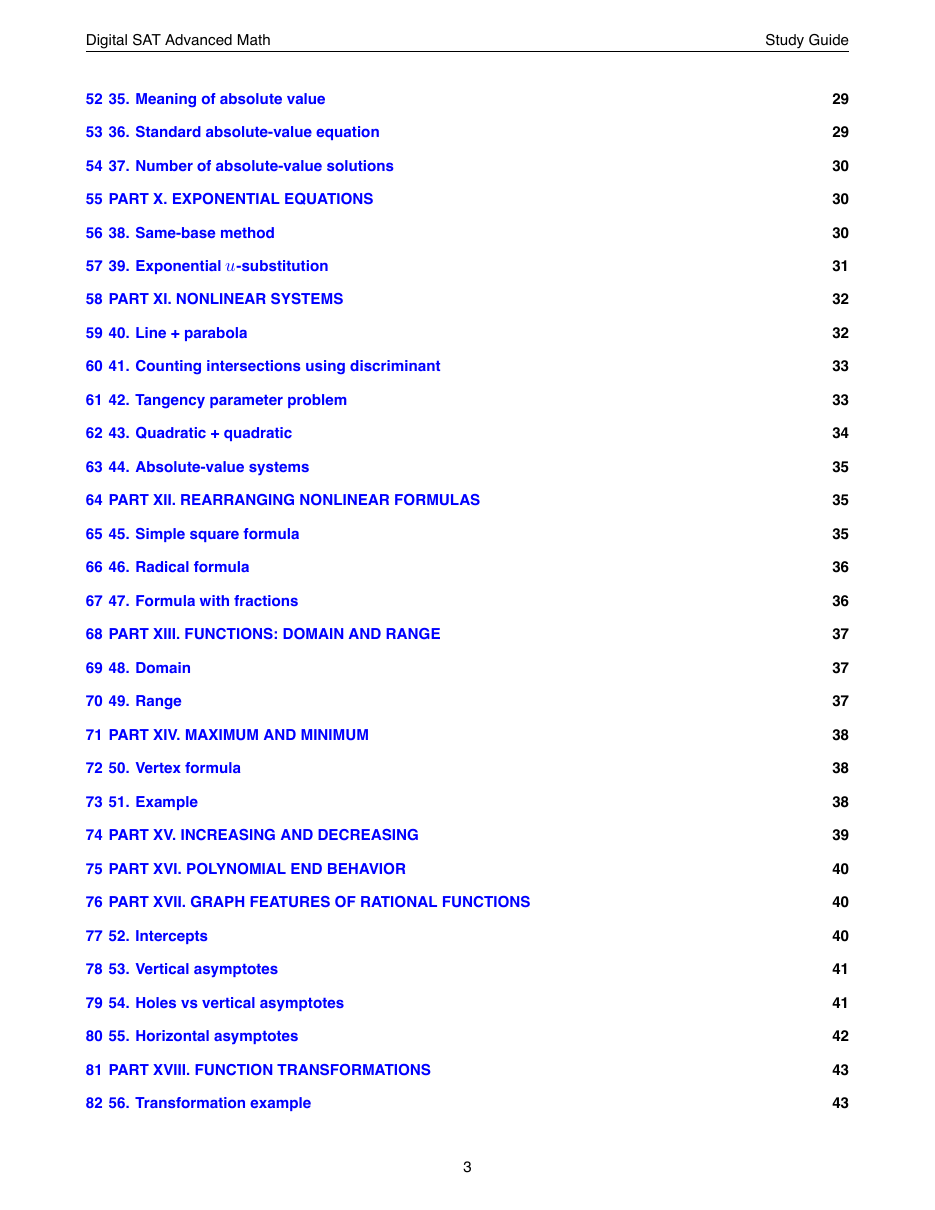 Digital SAT Advanced Math Study Guide
52 35. Meaning of absolute value 29
53 36. Standard absolute-value equation 29
54 37. Number of absolute-value solutions 30
55 PART X. EXPONENTIAL EQUATIONS 30
56 38. Same-base method 30
57 39. Exponential u-substitution 31
58 PART XI. NONLINEAR SYSTEMS 32
59 40. Line + parabola 32
60 41. Counting intersections using discriminant 33
61 42. Tangency parameter problem 33
62 43. Quadratic + quadratic 34
63 44. Absolute-value systems 35
64 PART XII. REARRANGING NONLINEAR FORMULAS 35
65 45. Simple square formula 35
66 46. Radical formula 36
67 47. Formula with fractions 36
68 PART XIII. FUNCTIONS: DOMAIN AND RANGE 37
69 48. Domain 37
70 49. Range 37
71 PART XIV. MAXIMUM AND MINIMUM 38
72 50. Vertex formula 38
73 51. Example 38
74 PART XV. INCREASING AND DECREASING 39
75 PART XVI. POLYNOMIAL END BEHAVIOR 40
76 PART XVII. GRAPH FEATURES OF RATIONAL FUNCTIONS 40
77 52. Intercepts 40
78 53. Vertical asymptotes 41
79 54. Holes vs vertical asymptotes 41
80 55. Horizontal asymptotes 42
81 PART XVIII. FUNCTION TRANSFORMATIONS 43
82 56. Transformation example 43
3